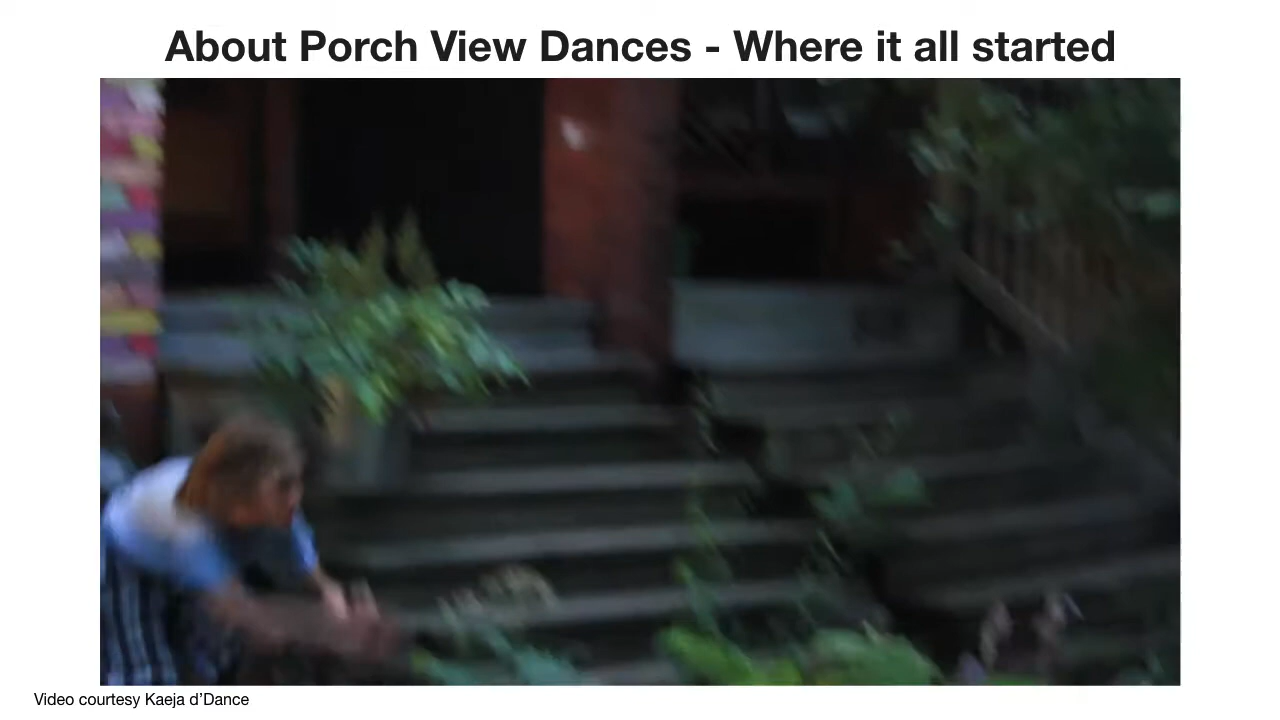 About Porch View Dances - Where it all started
Video courtesy Kaeja d’Dance